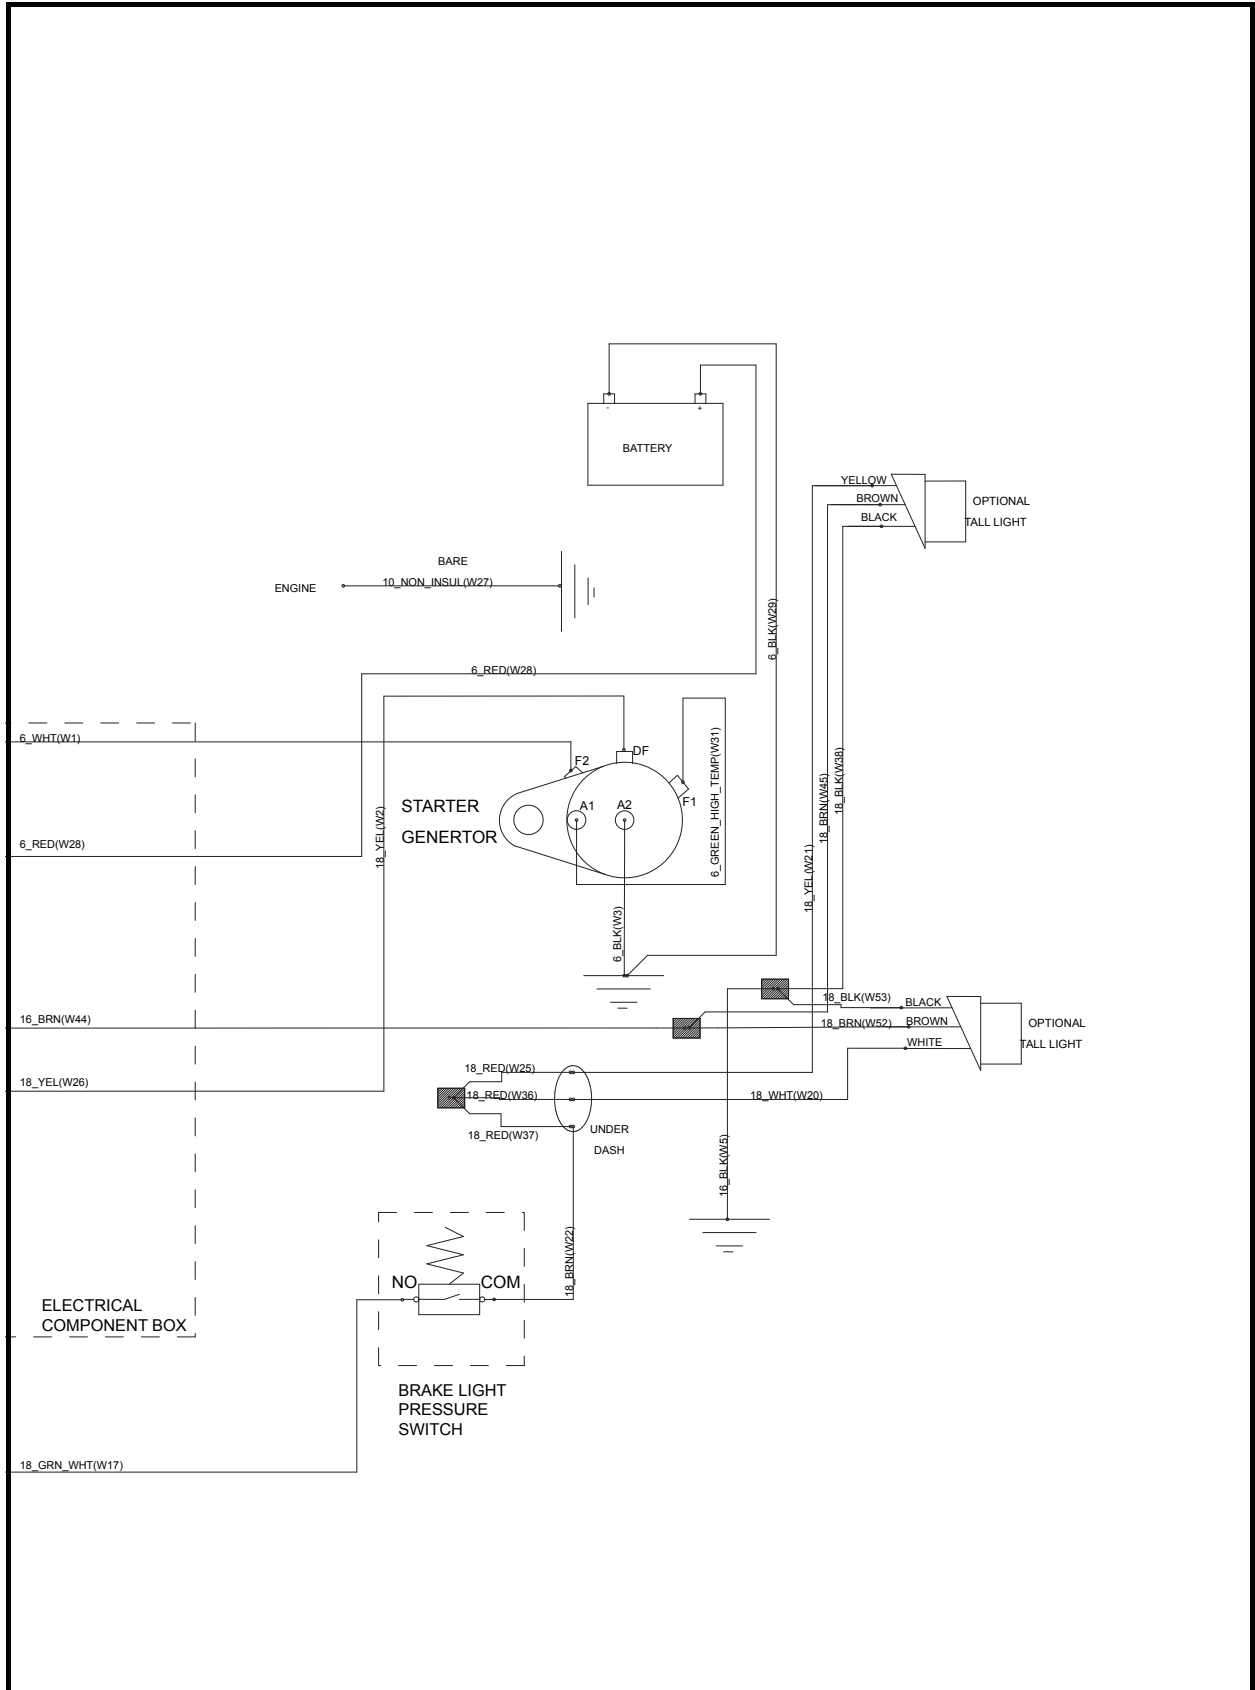 -
+
BATTERY
YELLOW
BROWN
BLACK
OPTIONAL
TALL LIGHT
BARE
10_NON_INSUL(W27)
ENGINE
6_BLK(W29)
6_RED(W28)
6_WHT(W1)
DF
F2
F1
A1
A2
STARTER
GENERTOR
6_GREEN_HIGH_TEMP(W31)
18_BLK(W38)
18_BRN(W45)
18_YEL(W2)
6_RED(W28)
18_YEL(W21)
6_BLK(W3)
18_BLK(W53)
BLACK
16_BRN(W44)
18_BRN(W52)
BROWN
OPTIONAL
TALL LIGHT
WHITE
18_RED(W25)
18_YEL(W26)
18_RED(W36)
18_WHT(W20)
18_RED(W37)
UNDER
DASH
16_BLK(W5)
18_BRN(W22)
NO
COM
ELECTRICAL
COMPONENT BOX
BRAKE LIGHT
PRESSURE
SWITCH
18_GRN_WHT(W17)